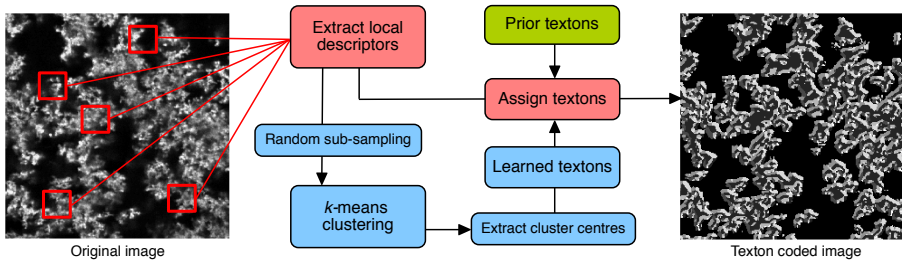 Extract local
descriptors
Prior textons
Assign textons
Random sub-sampling
Learned textons
k-means
clustering
Extract cluster centres
Original image
Texton coded image